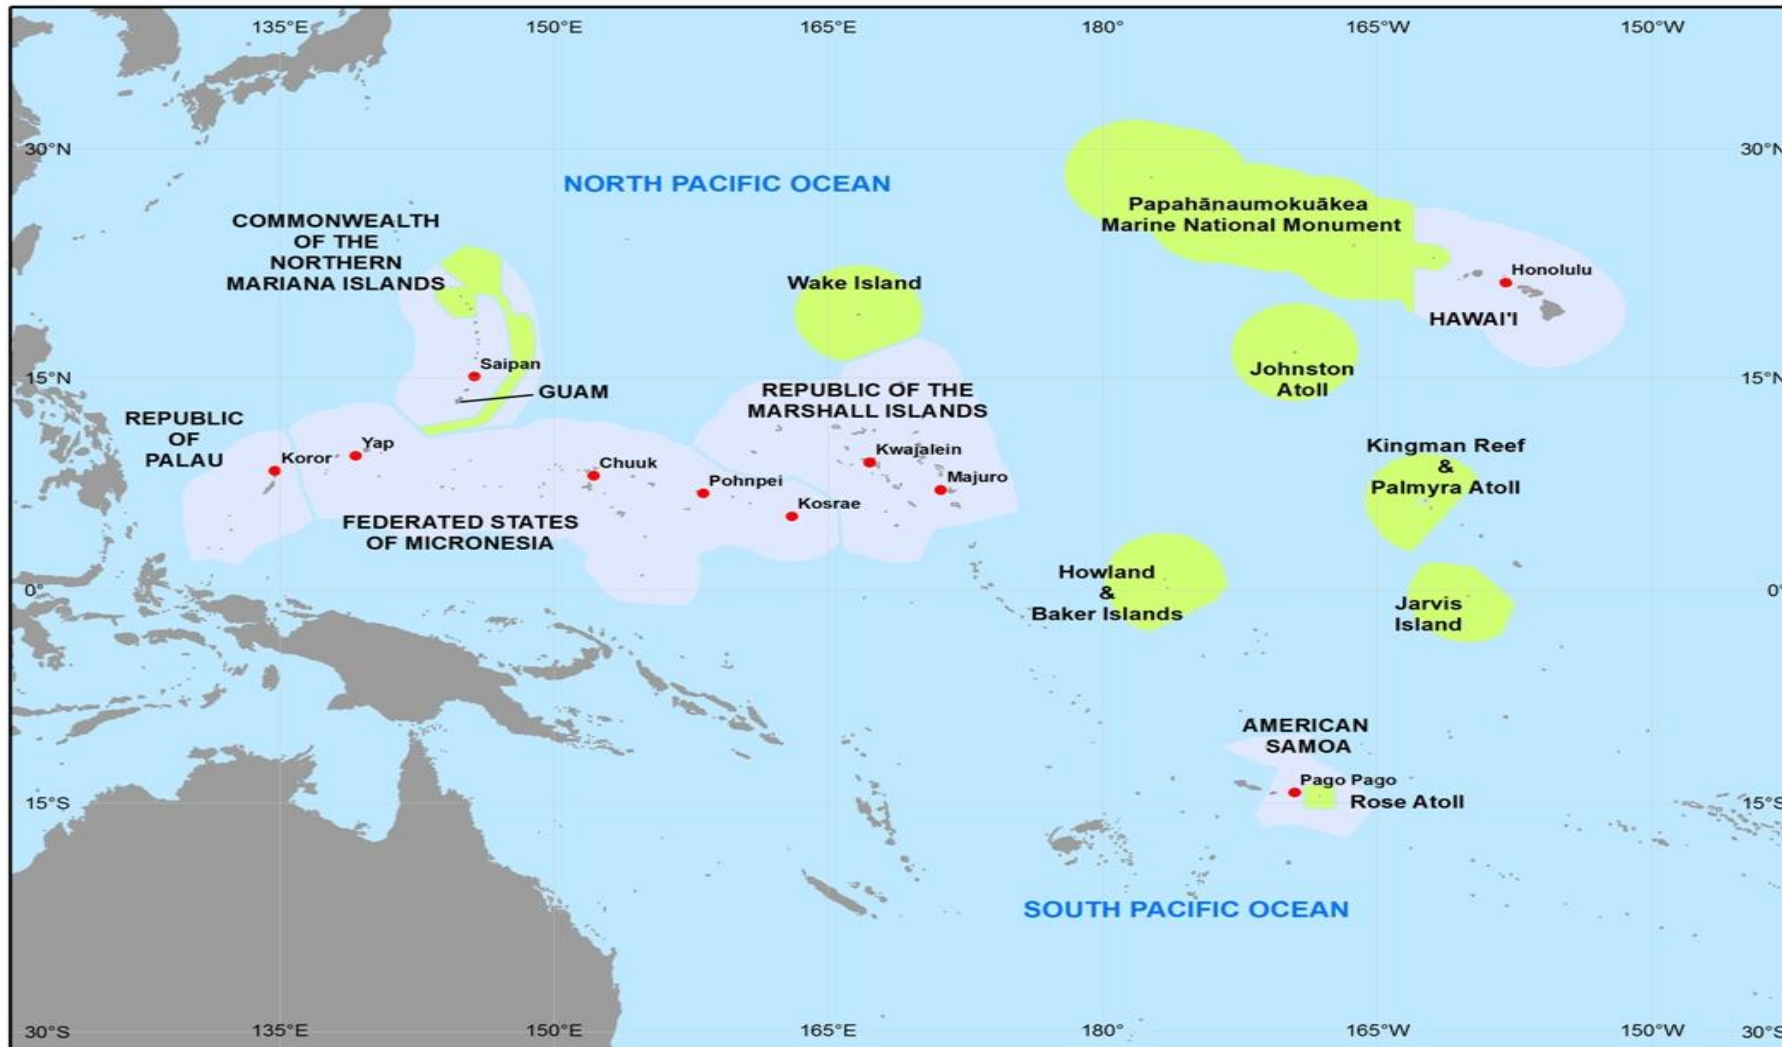 135°E
150°E
165°E
180°
165°W
150°W
30°N
30°N
NORTH PACIFIC OCEAN
Papahānaumokuākea
Marine National Monument
COMMONWEALTH
OF THE
NORTHERN
MARIANA ISLANDS
Wake Island
Honolulu
HAWAI'I
Saipan
GUAM
15°N
15°N
Johnston
Atoll
REPUBLIC OF THE
MARSHALL ISLANDS
REPUBLIC
OF
PALAU
Koror
Yap
Chuuk
Pohnpei
Kosrae
Kwajalein
Majuro
Kingman Reef
&
Palmyra Atoll
FEDERATED STATES
OF MICRONESIA
Howland
&
Baker Islands
Jarvis
Island
0°
0°
AMERICAN
SAMOA
Pago Pago
Rose Atoll
15°S
15°S
SOUTH PACIFIC OCEAN
30°S
135°E
150°E
165°E
180°
165°W
150°W
30°S